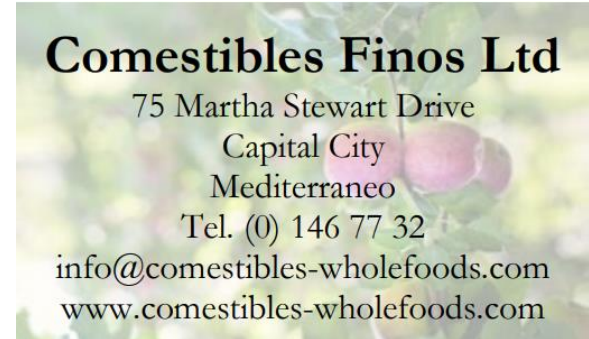 Comestibles Finos Ltd
75 Martha Stewart Drive
Capital City
Mediterraneo
Tel. (0) 146 77 32
info@comestibles-wholefoods.com
www.comestibles-wholefoods.com